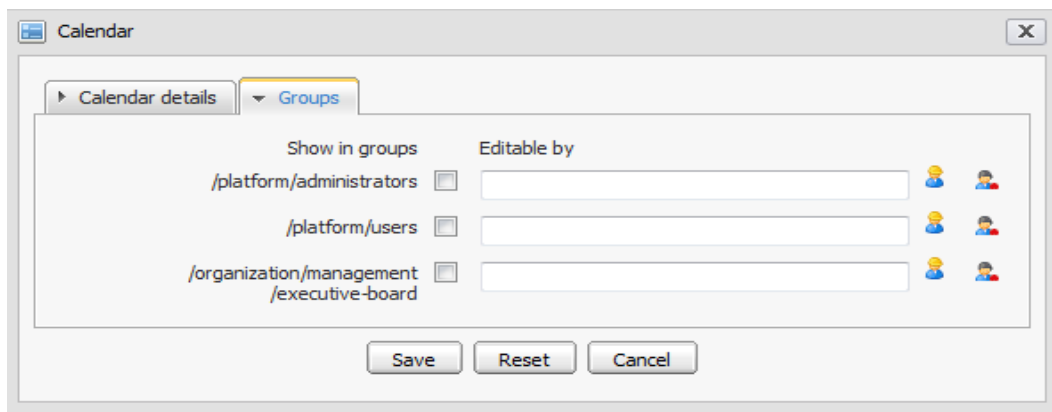 Calendar
Calendar details
Groups
Show in groups
Editable by
/platform/administrators
/platform/users
/organization/management
/executive-board
Save
Reset
Cancel